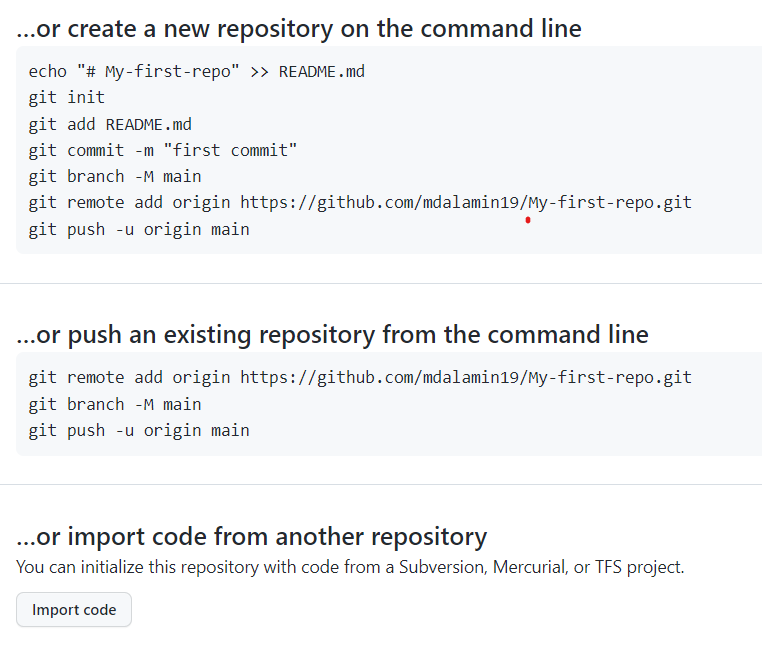 ...or create a new repository on the command line
echo "# My-first-repo" >> README.md
git init
git add README.md
git commit -m "first commit"
git branch -M main
git remote add origin https://github.com/mdalamin19/My-first-repo.git
git push -u origin main
...or push an existing repository from the command line
git remote add origin https://github.com/mdalamin19/My-first-repo.git
git branch -M main
git push -u origin main
...or import code from another repository
You can initialize this repository with code from a Subversion, Mercurial, or TFS project.
Import code